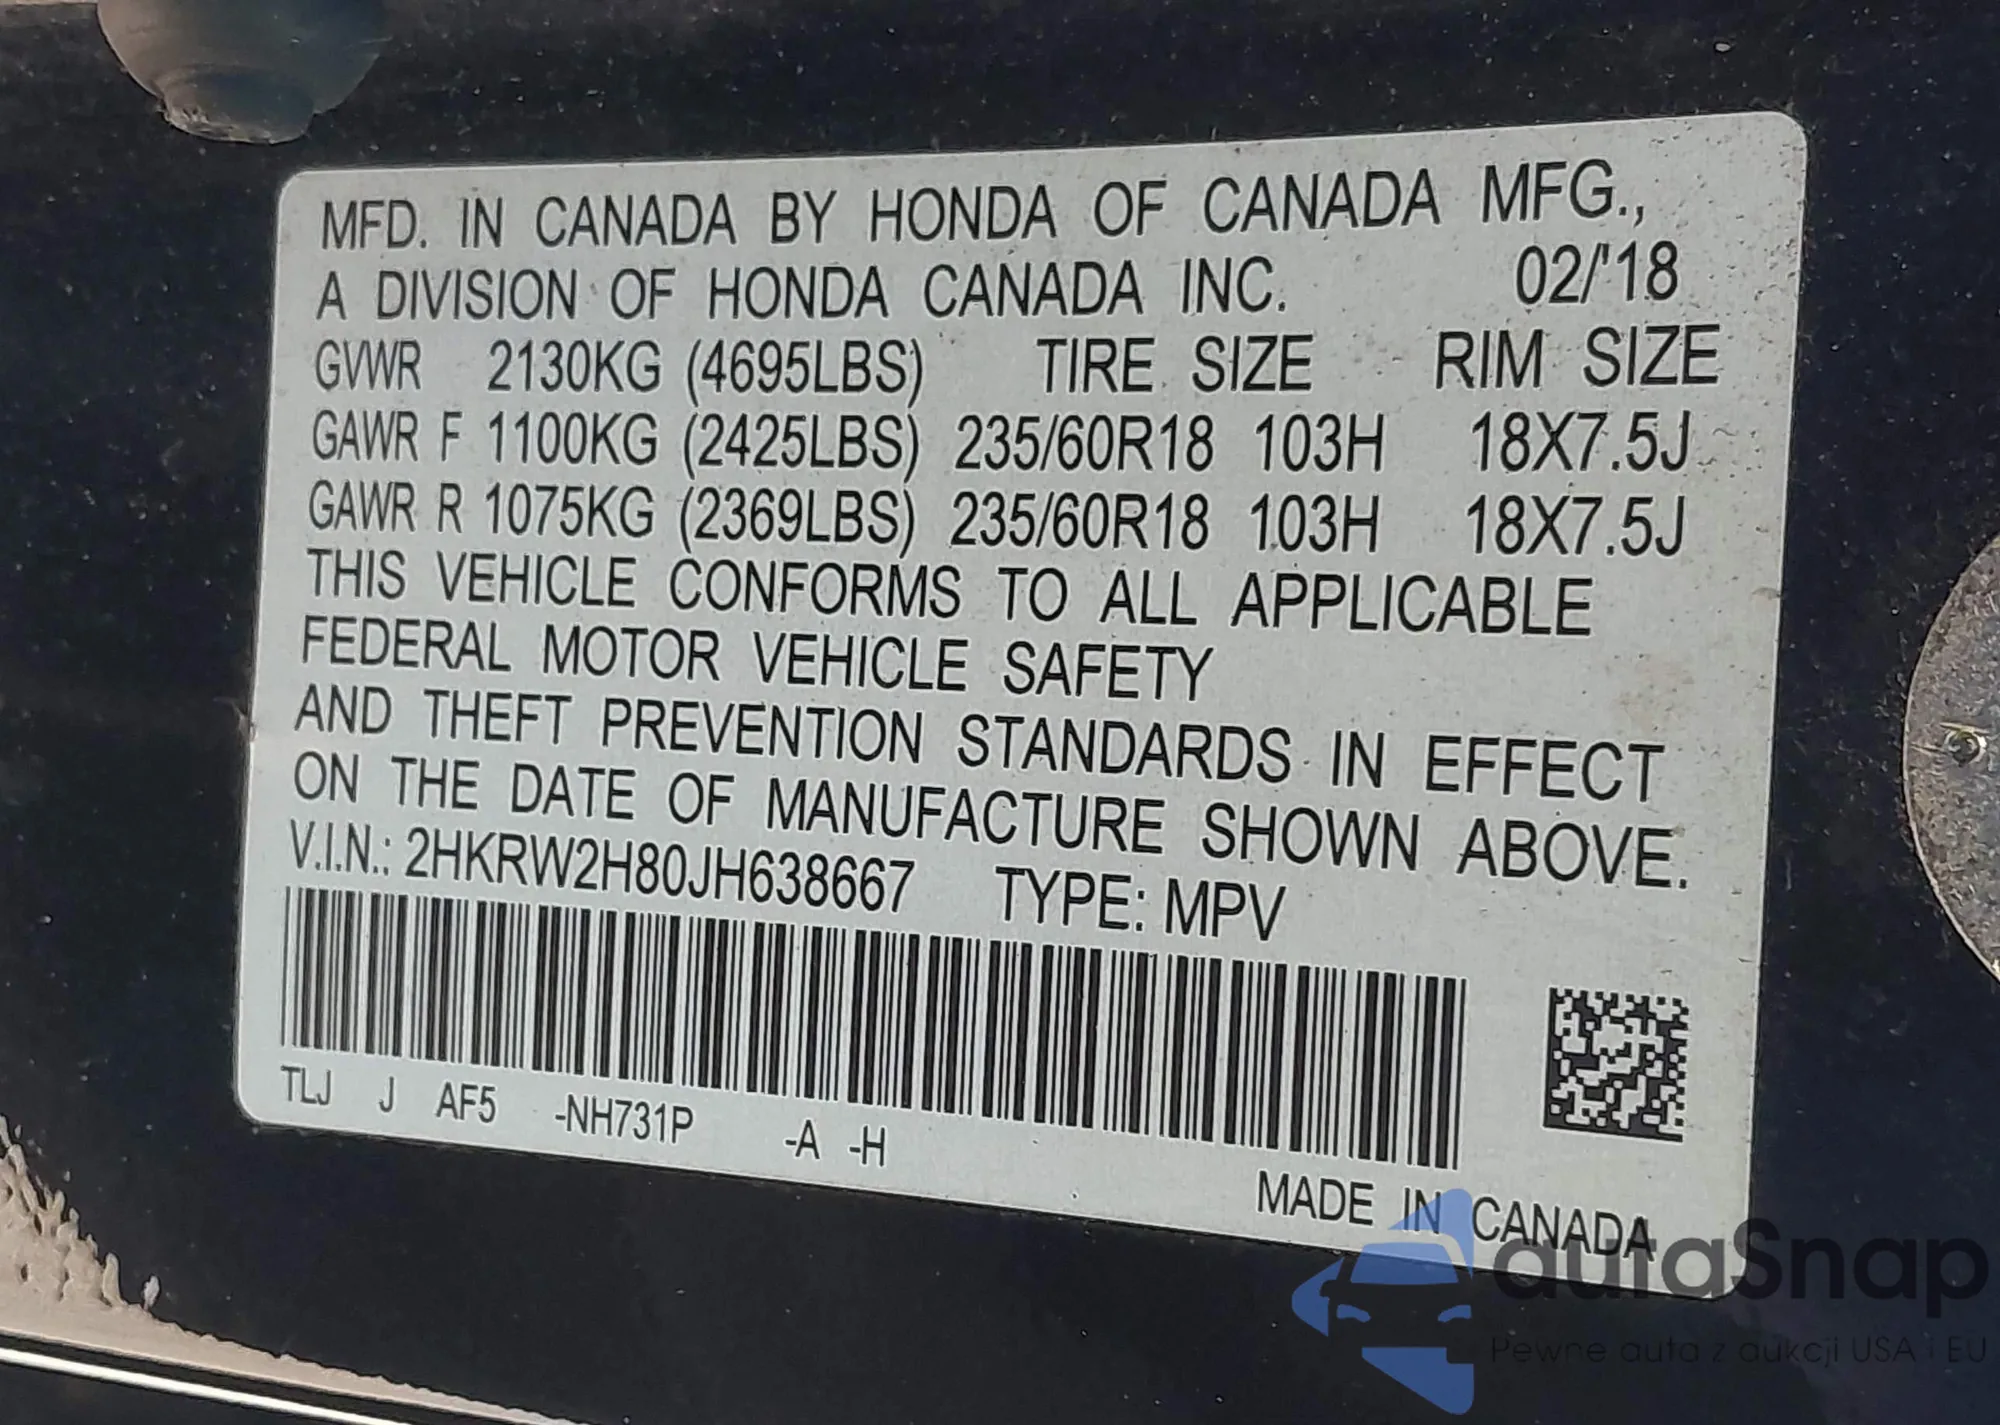 MFD. IN CANADA BY HONDA OF CANADA MFG.,
A DIVISION OF HONDA CANADA INC. 02/'18
GVWR 2130KG (4695LBS) TIRE SIZE RIM SIZE
GAWR F 1100KG (2425LBS) 235/60R18 103H 18X7.5J
GAWR R 1075KG (2369LBS) 235/60R18 103H 18X7.5J
THIS VEHICLE CONFORMS TO ALL APPLICABLE
FEDERAL MOTOR VEHICLE SAFETY
AND THEFT PREVENTION STANDARDS IN EFFECT
ON THE DATE OF MANUFACTURE SHOWN ABOVE.
V.I.N.: 2HKRW2H80JH638667 TYPE: MPV
TLJ J AF5 -NH731P -A -H
MADE IN CANADA
autaSnap
Pewne auta z aukcji USA i EU